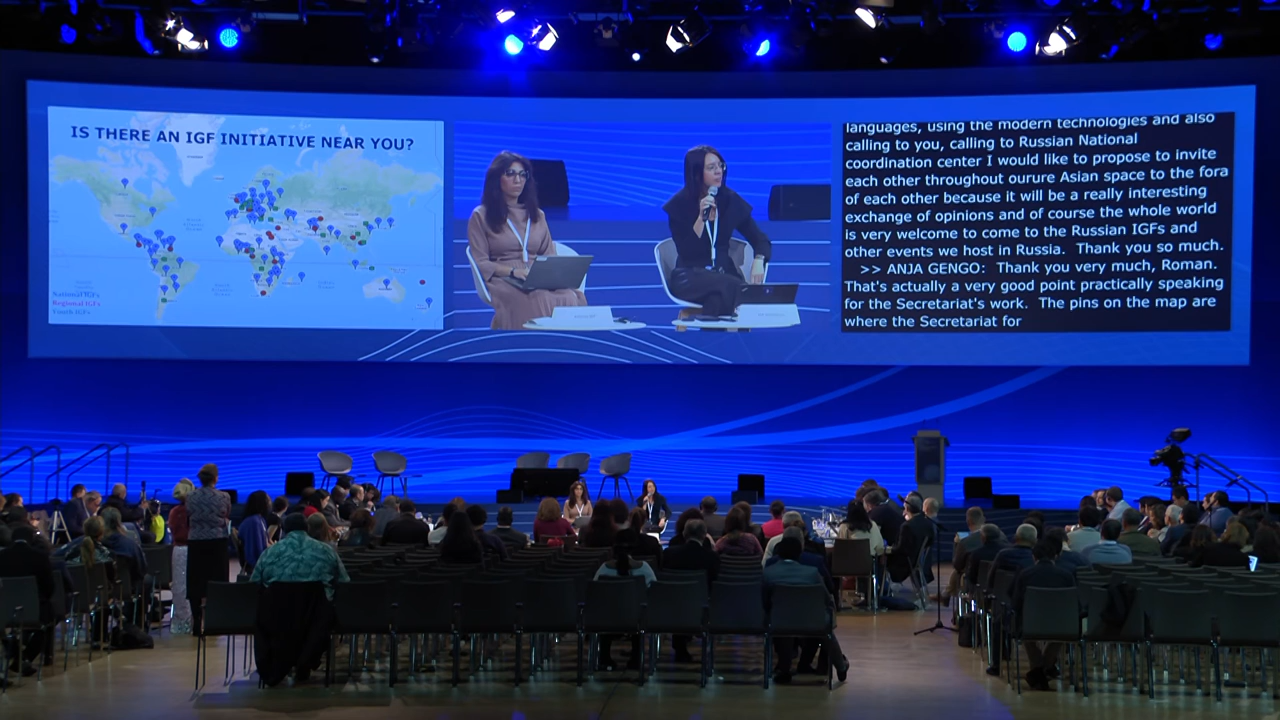 IS THERE AN IGF INITIATIVE NEAR YOU?
National IGFs
Regional IGFs
Youth IGFs
languages, using the modern technologies and also
calling to you, calling to Russian National
coordination center I would like to propose to invite
each other throughout ourure Asian space to the fora
of each other because it will be a really interesting
exchange of opinions and of course the whole world
is very welcome to come to the Russian IGFs and
other events we host in Russia. Thank you so much.
>> ANJA GENGO: Thank you very much, Roman.
That's actually a very good point practically speaking
for the Secretariat's work. The pins on the map are
where the Secretariat for